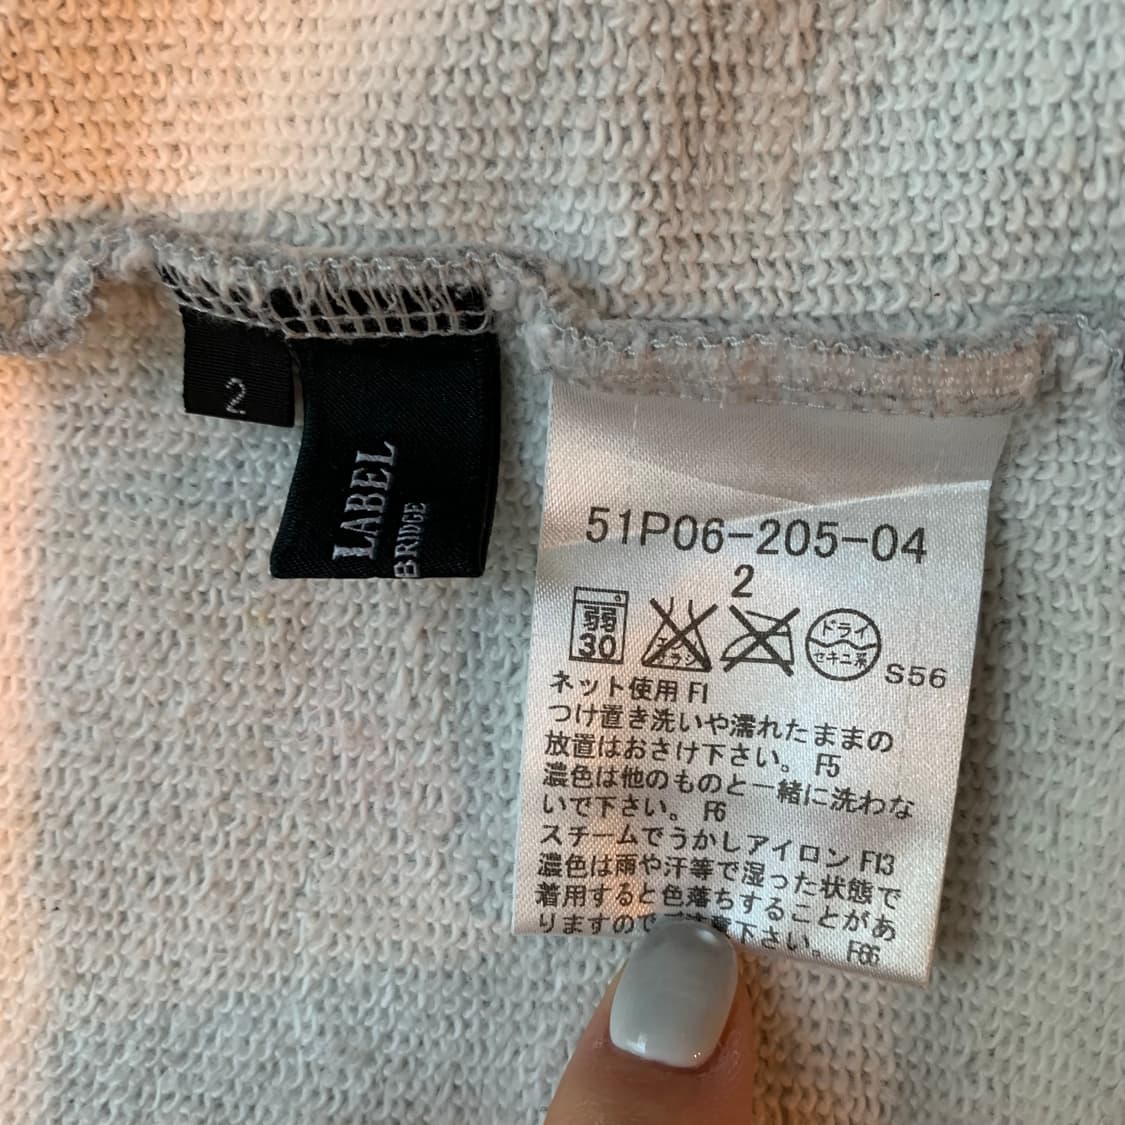 2
LABEL
BRIDGE
51P06-205-04
2
弱
30
ドライ
セキユ系
S56
ネット使用 F1
つけ置き洗いや濡れたままの
放置はおさけ下さい。 F5
濃色は他のものと一緒に洗わな
いで下さい。 F6
スチームでうかしアイロン F13
濃色は雨や汗等で湿った状態で
着用すると色落ちすることがあ
りますので 下さい。 F66